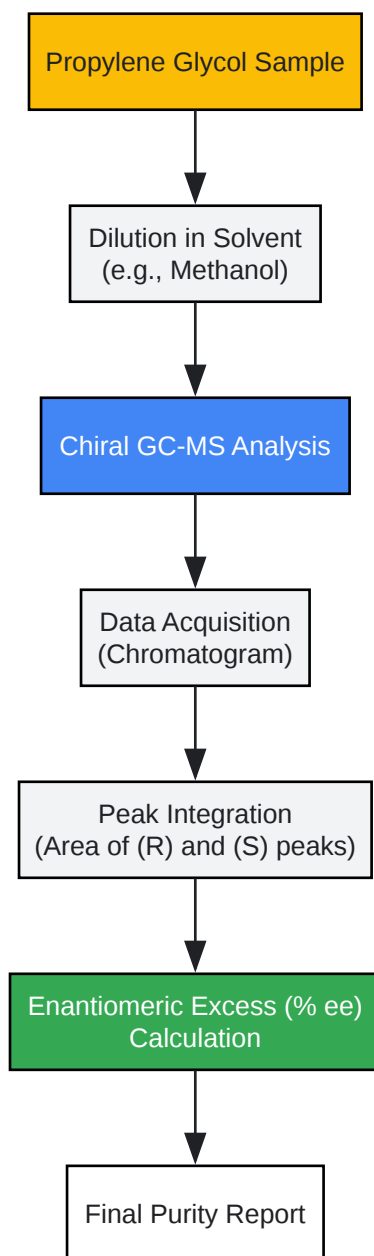 Propylene Glycol Sample
Dilution in Solvent
(e.g., Methanol)
Chiral GC-MS Analysis
Data Acquisition
(Chromatogram)
Peak Integration
(Area of (R) and (S) peaks)
Enantiomeric Excess (% ee)
Calculation
Final Purity Report